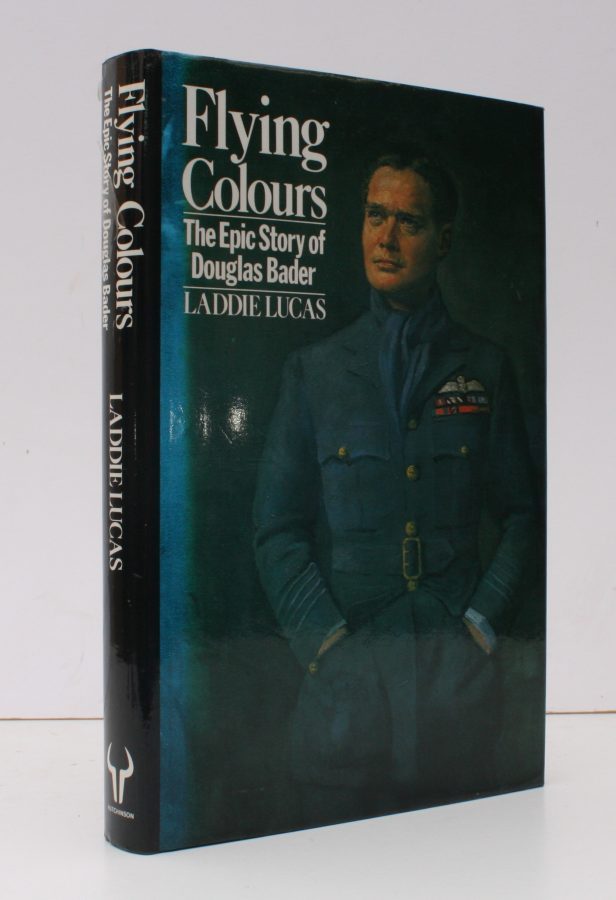 Flying
Colours
The Epic Story of
Douglas Bader
LADDIE LUCAS
Flying Colours
The Epic Story of Douglas Bader
LADDIE LUCAS
HUTCHINSON